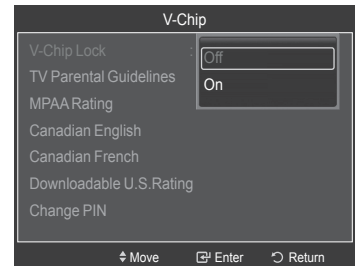 V-Chip
V-Chip Lock : Off
On
TV Parental Guidelines
MPAA Rating
Canadian English
Canadian French
Downloadable U.S.Rating
Change PIN
Move Enter Return